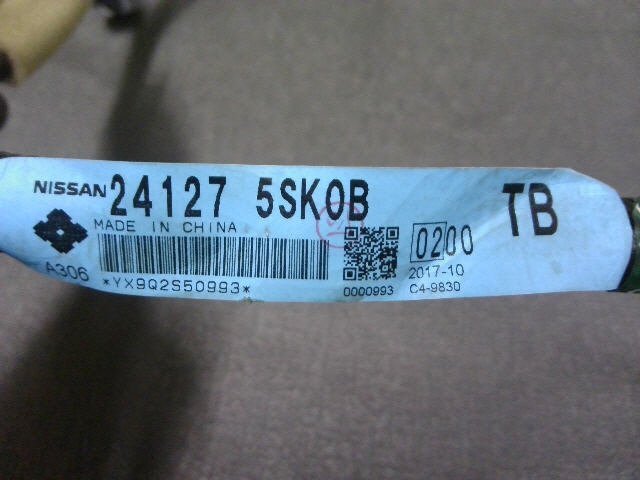 NISSAN 24127 5SK0B TB
MADE IN CHINA
0200
A306
*YX9Q2S50993*
2017-10
0000993
C4-9830